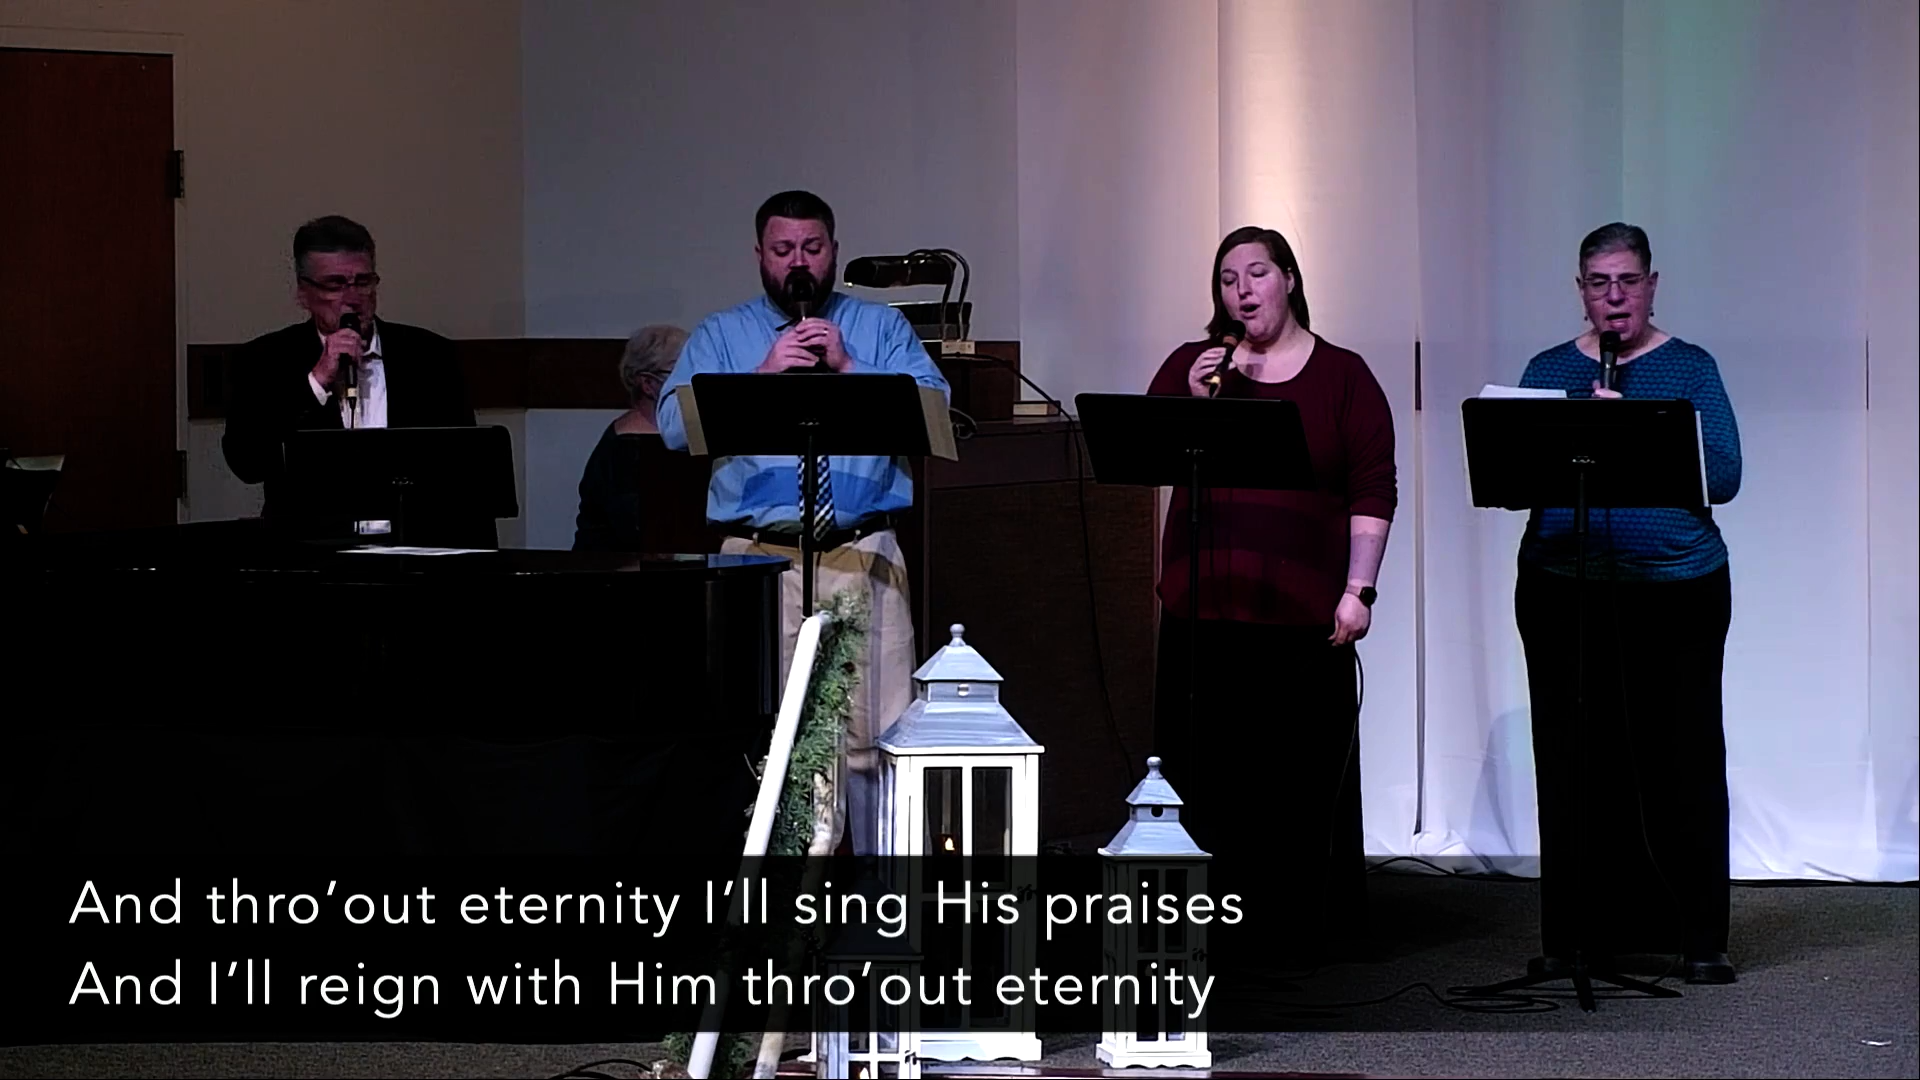 And thro’out eternity I’ll sing His praises
And I’ll reign with Him thro’out eternity